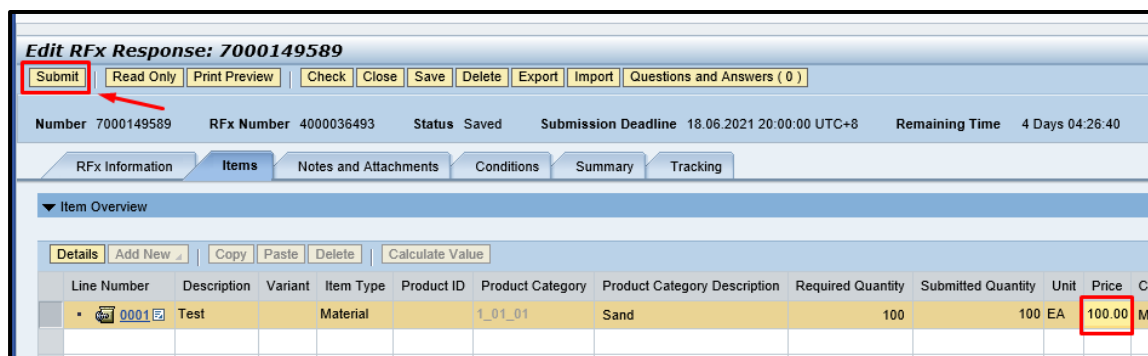 Edit RFx Response: 7000149589
Submit Read Only Print Preview Check Close Save Delete Export Import Questions and Answers ( 0 )
Number 7000149589 RFx Number 4000036493 Status Saved Submission Deadline 18.06.2021 20:00:00 UTC+8 Remaining Time 4 Days 04:26:40
RFx Information Items Notes and Attachments Conditions Summary Tracking
Item Overview
Details Add New Copy Paste Delete Calculate Value
Line Number Description Variant Item Type Product ID Product Category Product Category Description Required Quantity Submitted Quantity Unit Price C
0001 Test Material 1_01_01 Sand 100 100 EA 100.00 M